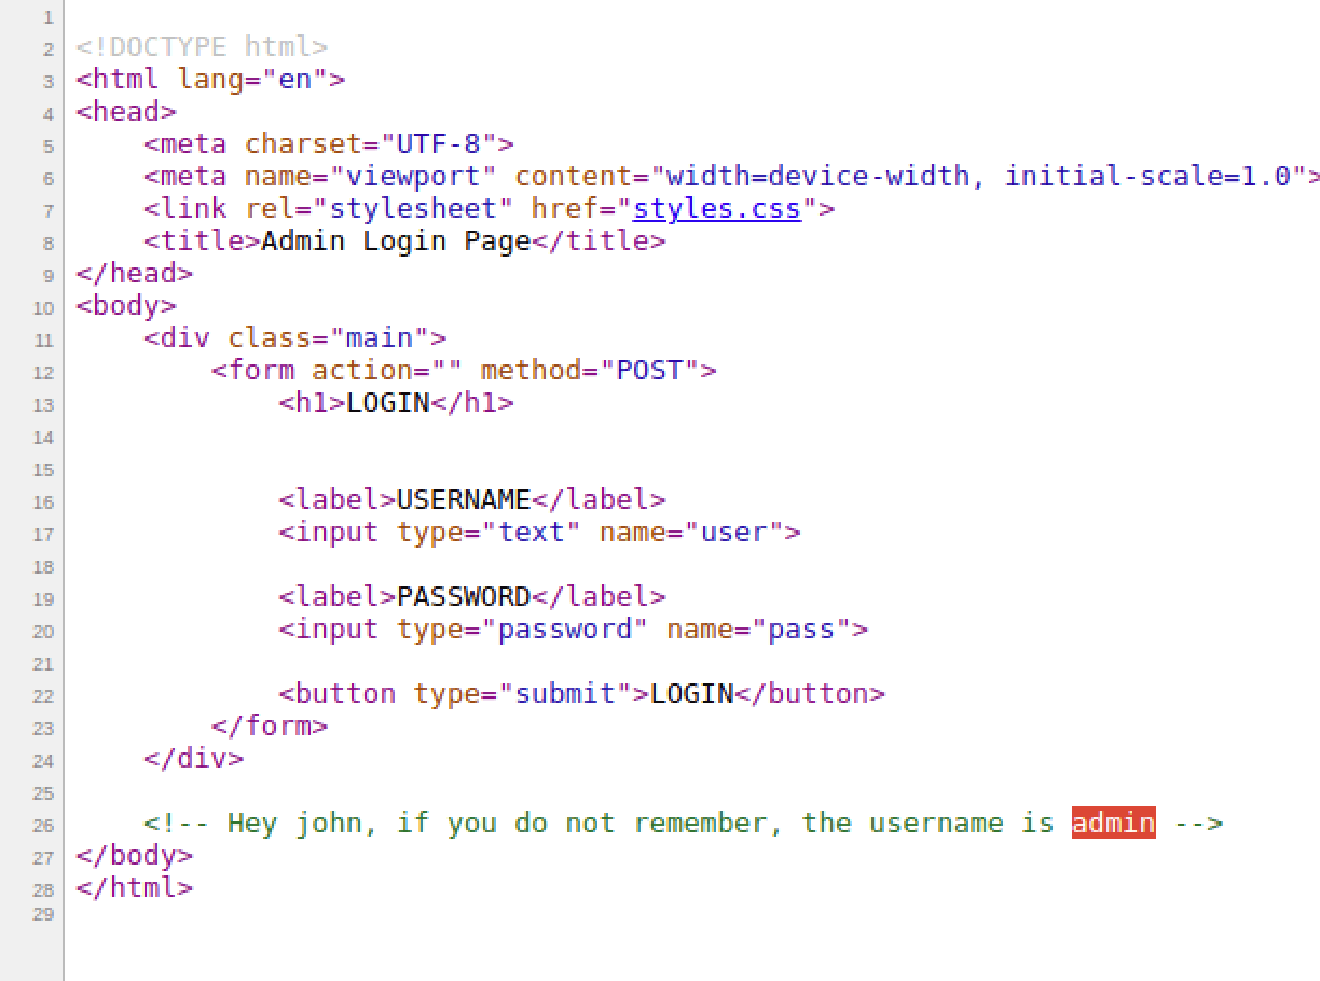 1
2 <!DOCTYPE html>
3 <html lang="en">
4 <head>
5     <meta charset="UTF-8">
6     <meta name="viewport" content="width=device-width, initial-scale=1.0">
7     <link rel="stylesheet" href="styles.css">
8     <title>Admin Login Page</title>
9 </head>
10 <body>
11     <div class="main">
12         <form action="" method="POST">
13             <h1>LOGIN</h1>
14
15
16             <label>USERNAME</label>
17             <input type="text" name="user">
18
19             <label>PASSWORD</label>
20             <input type="password" name="pass">
21
22             <button type="submit">LOGIN</button>
23         </form>
24     </div>
25
26     <!-- Hey john, if you do not remember, the username is admin -->
27 </body>
28 </html>
29